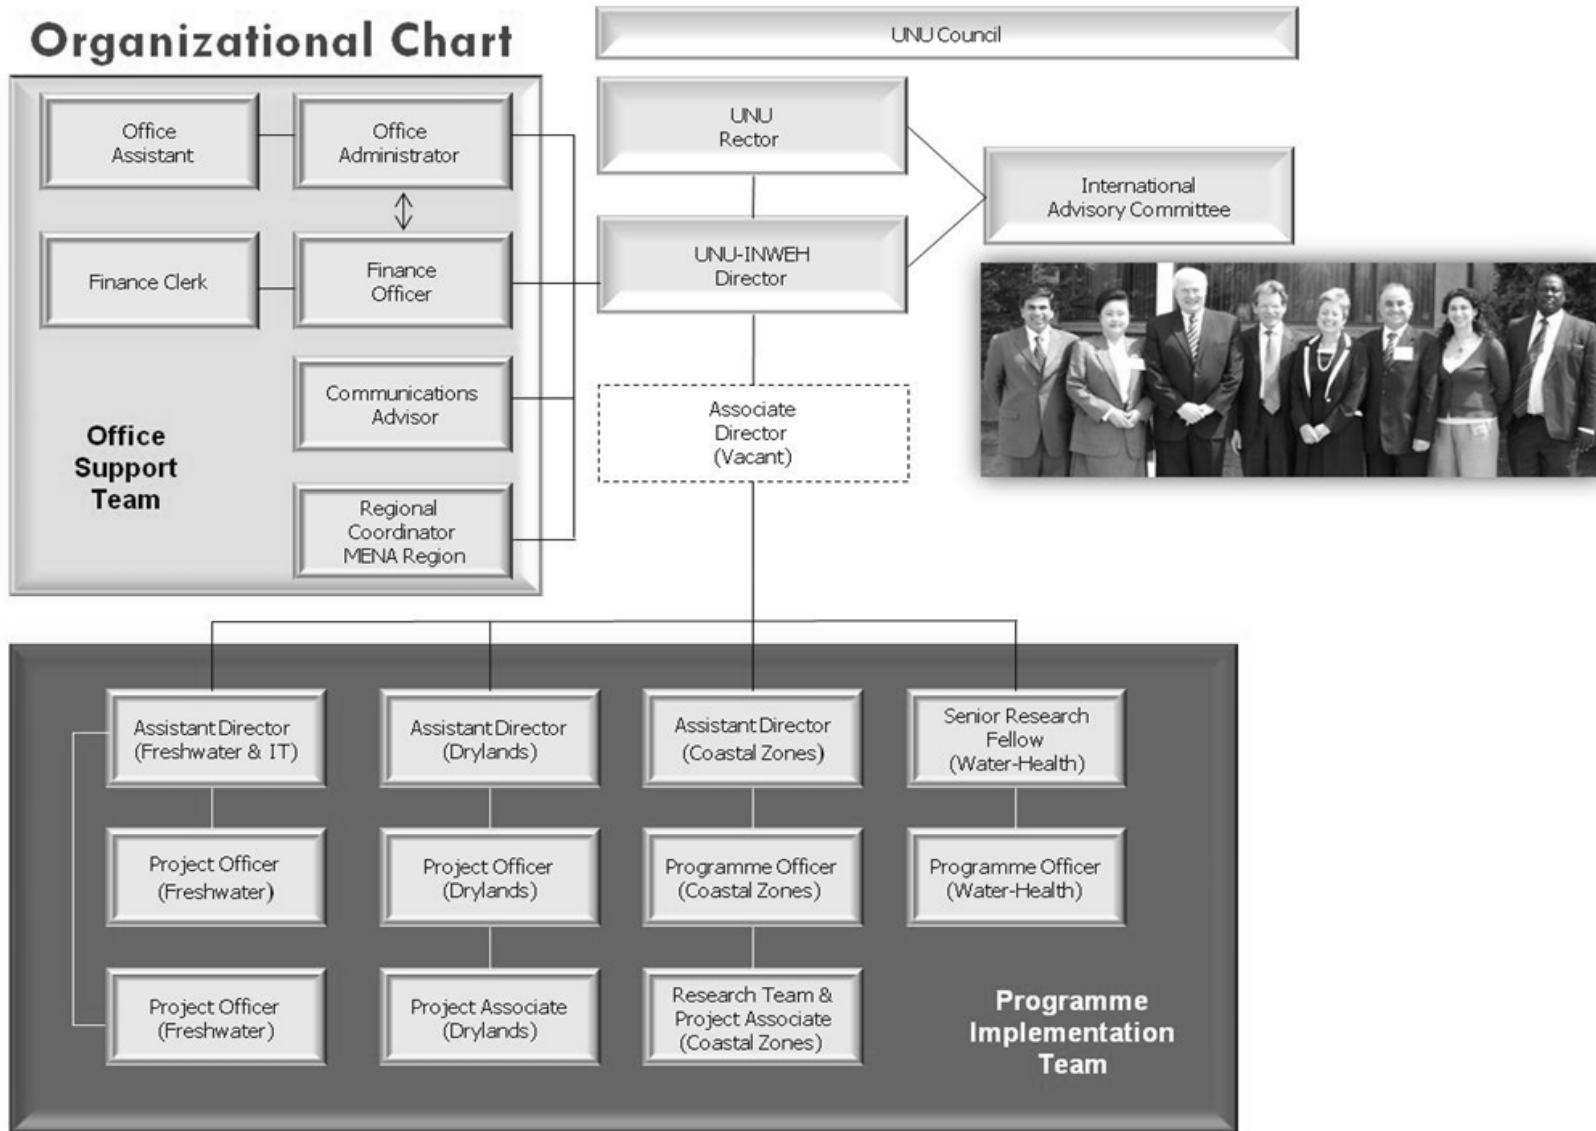 Organizational Chart
UNU Council
UNU
Rector
International
Advisory Committee
UNU-INWEH
Director
Associate
Director
(Vacant)
Office
Assistant
Office
Administrator
Finance Clerk
Finance
Officer
Communications
Advisor
Regional
Coordinator
MENA Region
Office
Support
Team
Assistant Director
(Freshwater & IT)
Assistant Director
(Drylands)
Assistant Director
(Coastal Zones)
Senior Research
Fellow
(Water-Health)
Project Officer
(Freshwater)
Project Officer
(Drylands)
Programme Officer
(Coastal Zones)
Programme Officer
(Water-Health)
Project Officer
(Freshwater)
Project Associate
(Drylands)
Research Team &
Project Associate
(Coastal Zones)
Programme
Implementation
Team